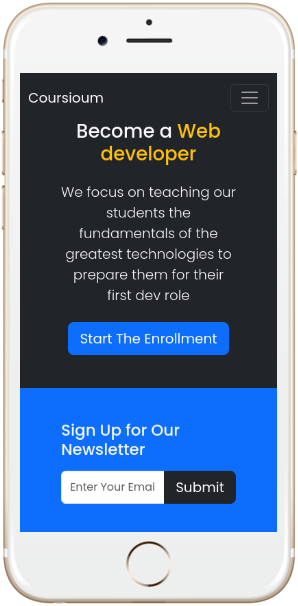 Coursioum
Become a Web
developer
We focus on teaching our
students the
fundamentals of the
greatest technologies to
prepare them for their
first dev role
Start The Enrollment
Sign Up for Our
Newsletter
Enter Your Emai
Submit